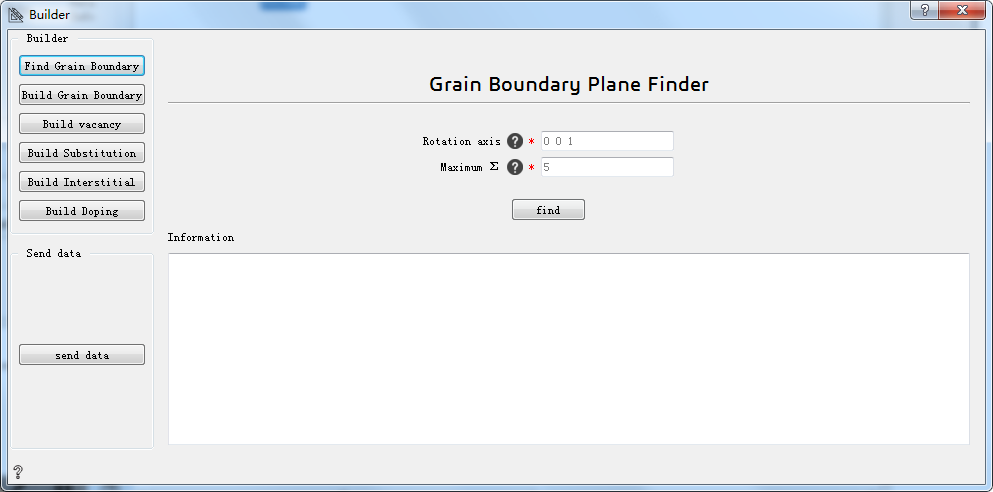 Builder
Builder
Find Grain Boundary
Build Grain Boundary
Build vacancy
Build Substitution
Build Interstitial
Build Doping
Send data
send data
?
Grain Boundary Plane Finder
Rotation axis ? * 0 0 1
Maximum Σ ? * 5
find
Information